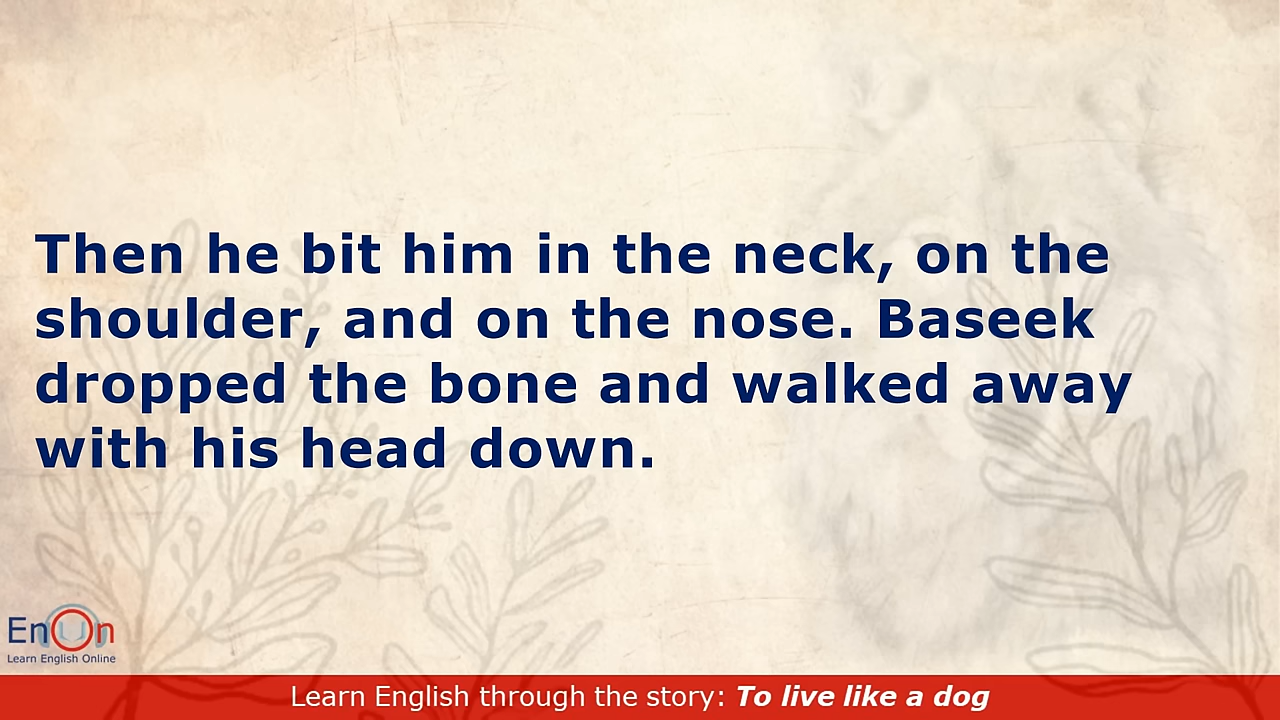 Then he bit him in the neck, on the
shoulder, and on the nose. Baseek
dropped the bone and walked away
with his head down.
EnOn
Learn English Online
Learn English through the story: To live like a dog